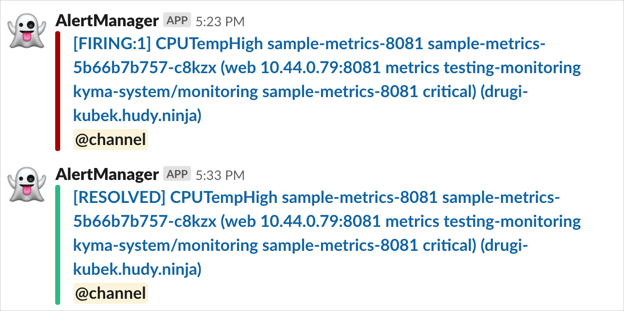 AlertManager APP 5:23 PM
[FIRING:1] CPUTempHigh sample-metrics-8081 sample-metrics-
5b66b7b757-c8kzx (web 10.44.0.79:8081 metrics testing-monitoring
kyma-system/monitoring sample-metrics-8081 critical) (drugi-
kubek.hudy.ninja)
@channel
AlertManager APP 5:33 PM
[RESOLVED] CPUTempHigh sample-metrics-8081 sample-metrics-
5b66b7b757-c8kzx (web 10.44.0.79:8081 metrics testing-monitoring
kyma-system/monitoring sample-metrics-8081 critical) (drugi-
kubek.hudy.ninja)
@channel